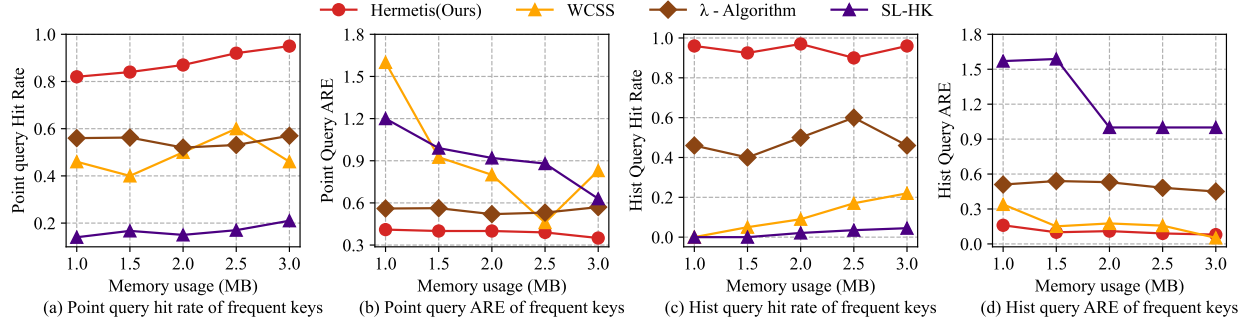 Hermetis(Ours) WCSS λ - Algorithm SL-HK
Point query Hit Rate
1.0
0.8
0.6
0.4
0.2
1.0 1.5 2.0 2.5 3.0
Memory usage (MB)
(a) Point query hit rate of frequent keys
Point Query ARE
1.8
1.5
1.2
0.9
0.6
0.3
1.0 1.5 2.0 2.5 3.0
Memory usage (MB)
(b) Point query ARE of frequent keys
Hist Query Hit Rate
1.0
0.8
0.6
0.4
0.2
0.0
1.0 1.5 2.0 2.5 3.0
Memory usage (MB)
(c) Hist query hit rate of frequent keys
Hist Query ARE
1.8
1.5
1.2
0.9
0.6
0.3
0.0
1.0 1.5 2.0 2.5 3.0
Memory usage (MB)
(d) Hist query ARE of frequent keys